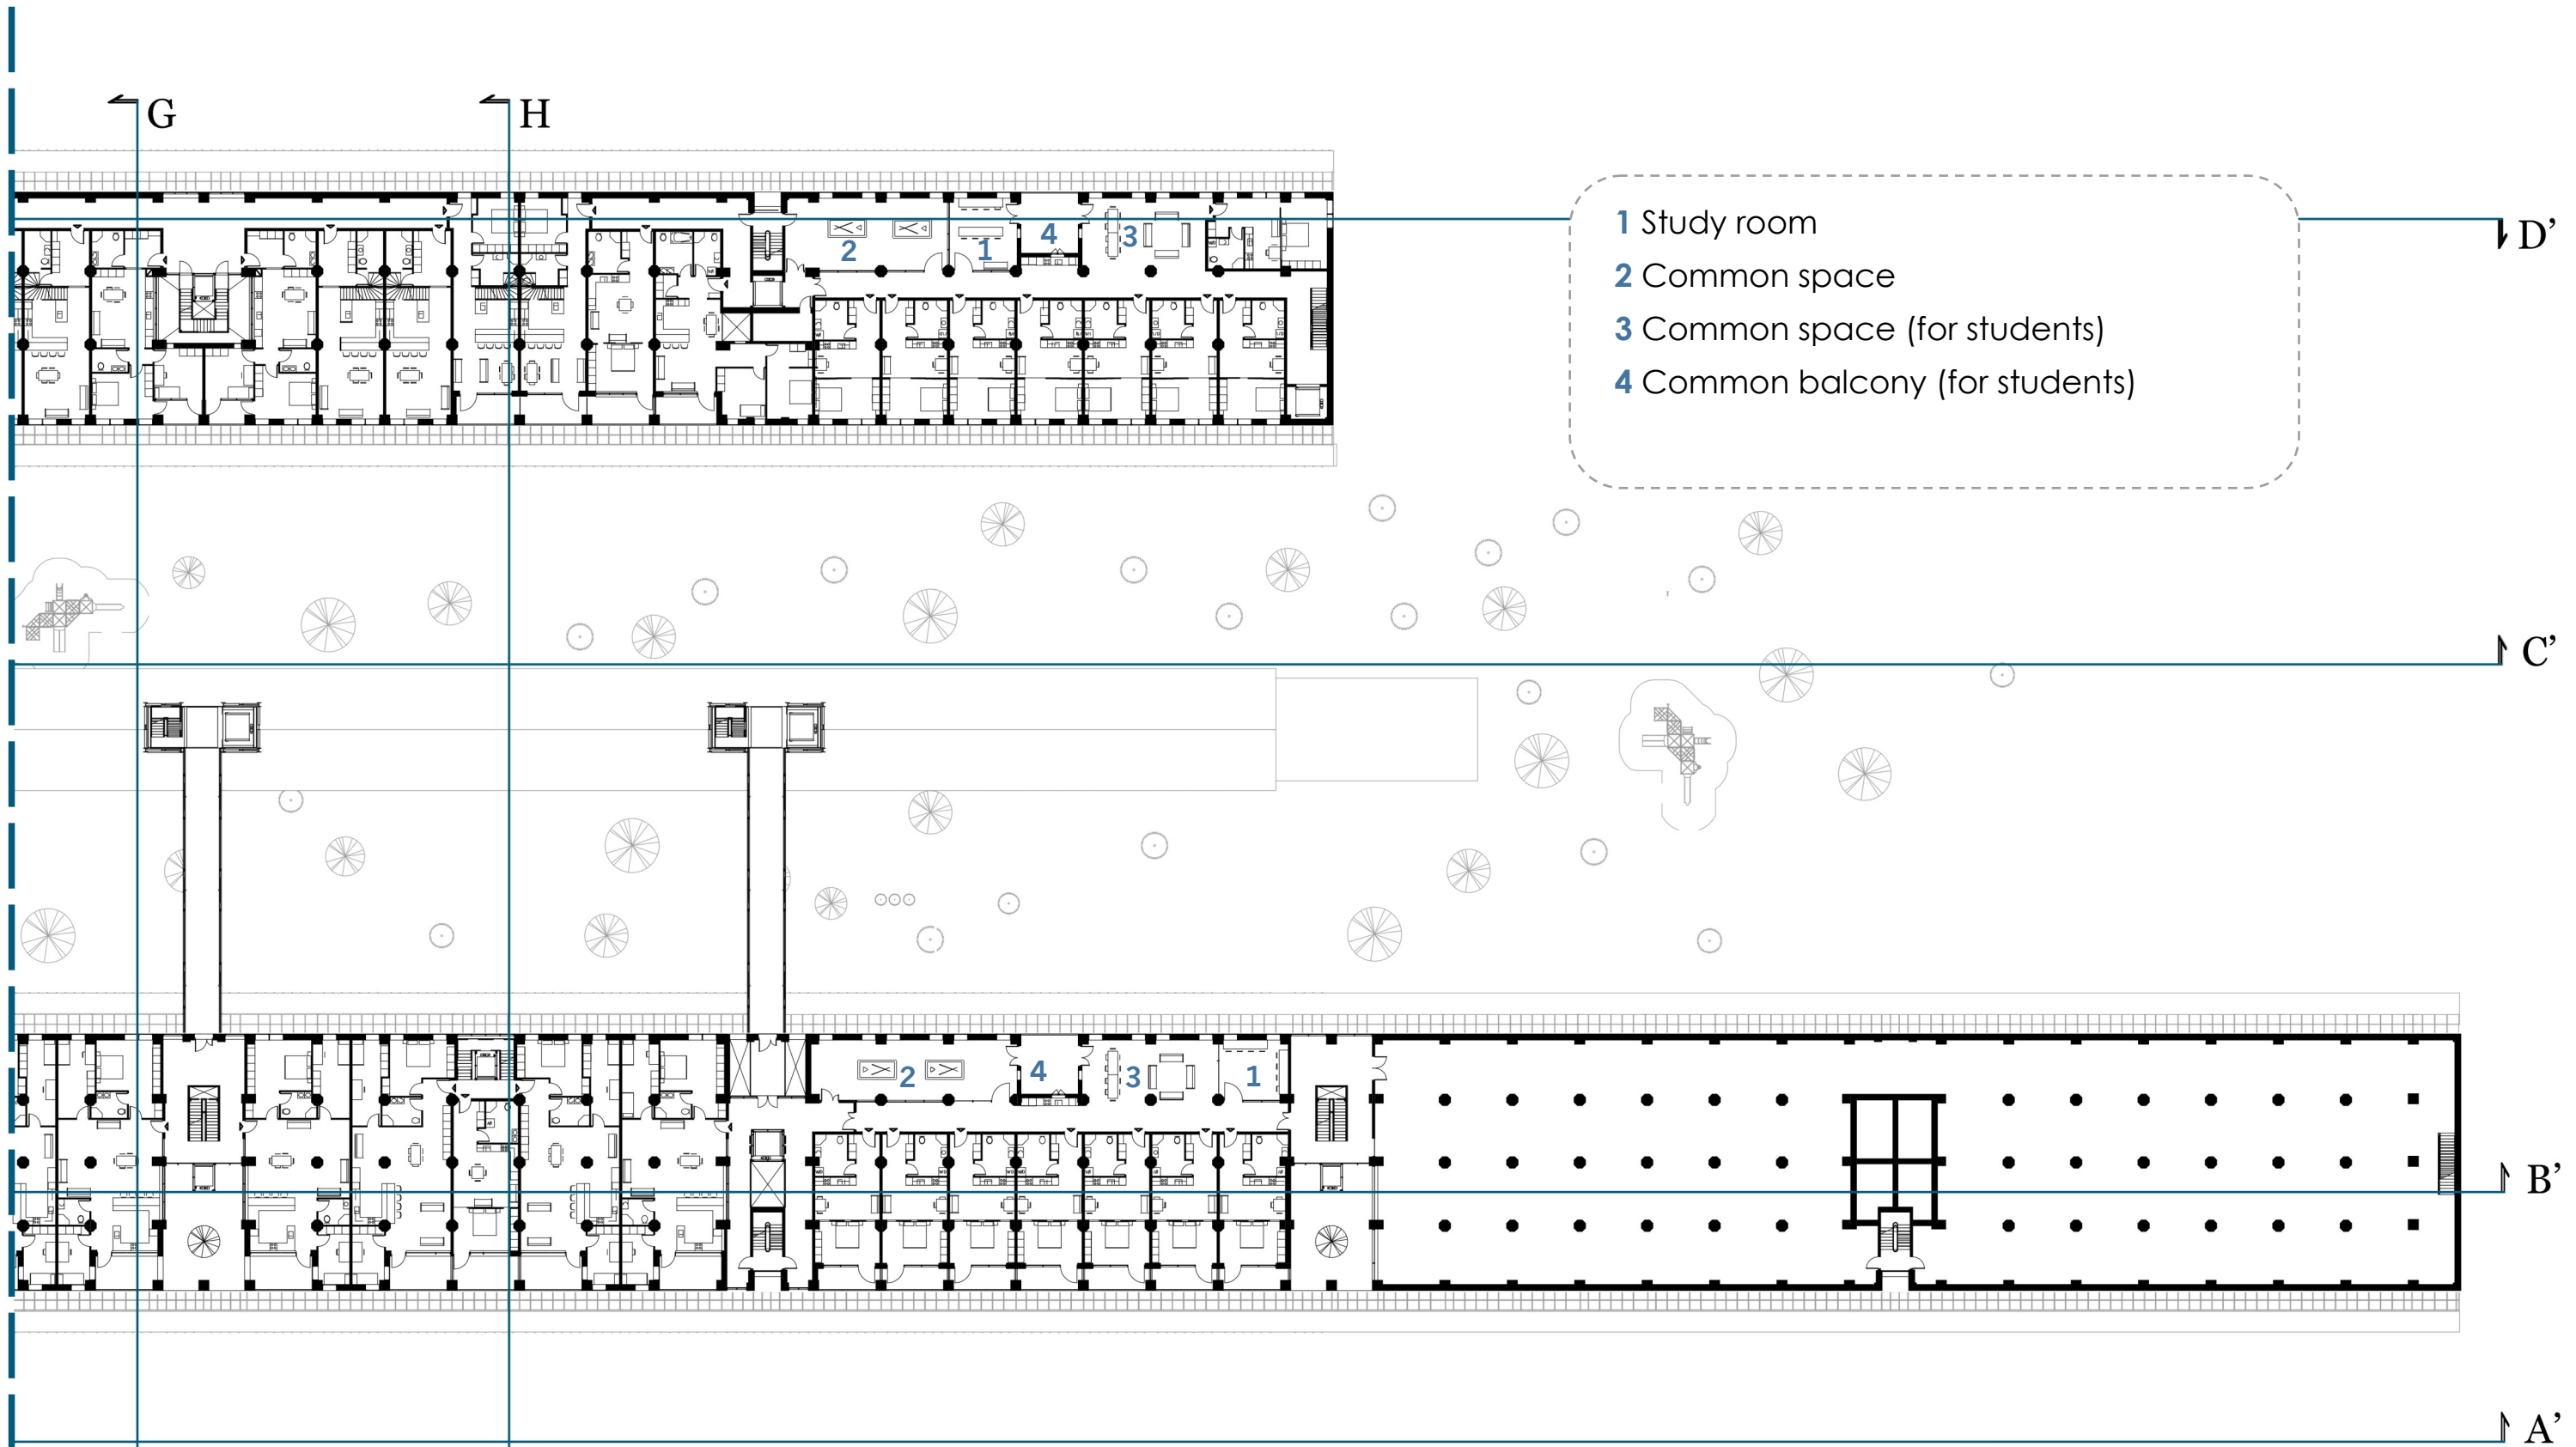 G
H
1 Study room
2 Common space
3 Common space (for students)
4 Common balcony (for students)
D’
2
1
4
3
C’
2
4
3
1
B’
A’